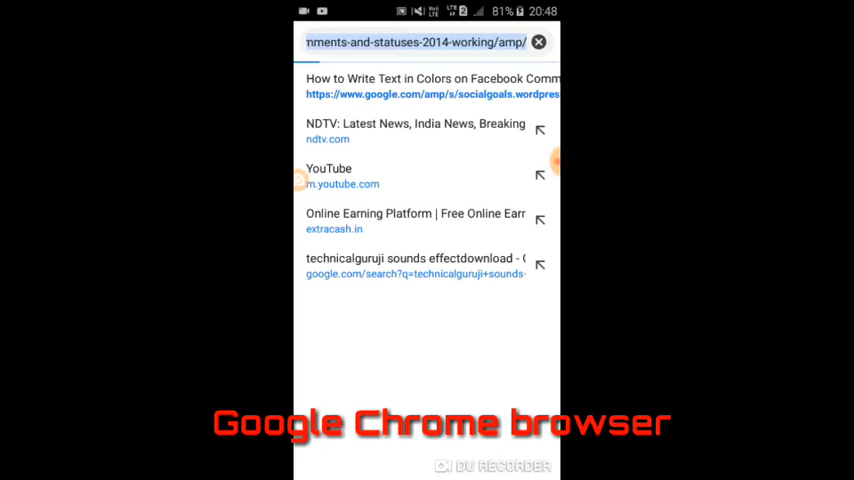 81% 20:48
mments-and-statuses-2014-working/amp/
How to Write Text in Colors on Facebook Comm
https://www.google.com/amp/s/socialgoals.wordpres
NDTV: Latest News, India News, Breaking
ndtv.com
YouTube
m.youtube.com
Online Earning Platform | Free Online Earr
extracash.in
technicalguruji sounds effectdownload -
google.com/search?q=technicalguruji+sounds-
Google Chrome browser
DU RECORDER